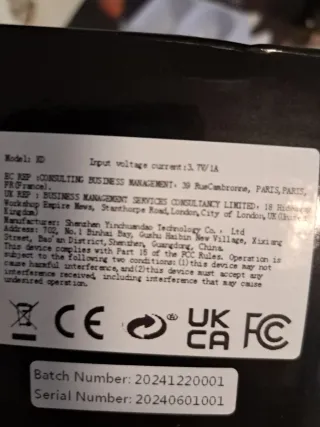 Model: XD Input voltage current:3.7V/1A
EC REP :CONSULTING BUSINESS MANAGEMENT, 39 RueCambronne, PARIS,PARIS,
FR(France).
UK REP : BUSINESS MANAGEMENT SERVICES CONSULTANCY LIMITED, 18
Workshop Empire Mews, Stanthorpe Road,London,City of London,UK
Manufacturer: Shenzhen Yinchuandao Technology Co., Ltd
Address: 702, No.1 Binhai Bay, Gushu Haibin New Village, Xixiang
Street, Bao'an District, Shenzhen, Guangdong, China.
This device complies with Part 15 of the FCC Rules. Operation is
subject to the following two conditions:(1)this device may not
cause harmful interference,and(2)this device must accept any
interference received, including interference that may cause
undesired operation.
CE ® UK CA FC
Batch Number: 20241220001
Serial Number: 20240601001